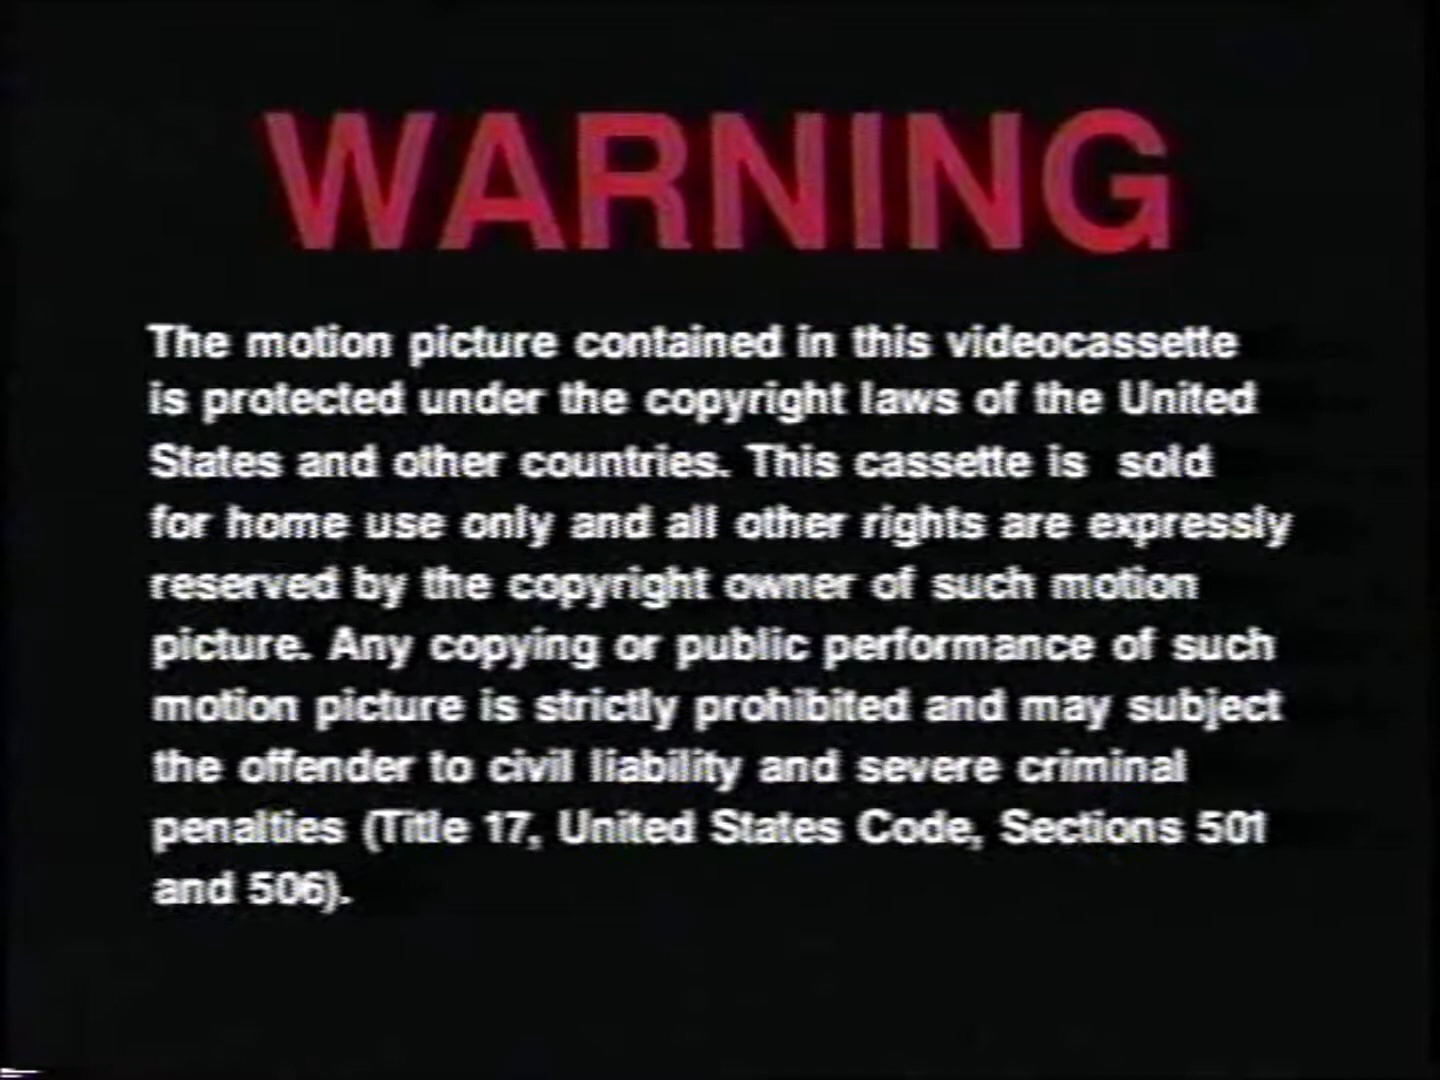 WARNING
The motion picture contained in this videocassette
is protected under the copyright laws of the United
States and other countries. This cassette is sold
for home use only and all other rights are expressly
reserved by the copyright owner of such motion
picture. Any copying or public performance of such
motion picture is strictly prohibited and may subject
the offender to civil liability and severe criminal
penalties (Title 17, United States Code, Sections 501
and 506).